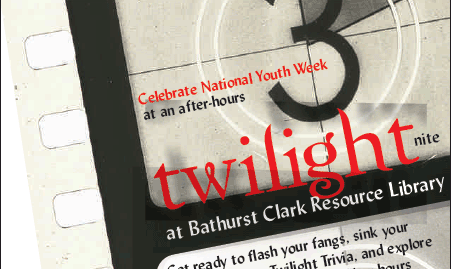 3
Celebrate National Youth Week
at an after-hours
twilight nite
at Bathurst Clark Resource Library
Get ready to flash your fangs, sink your
Twilight Trivia, and explore
hours